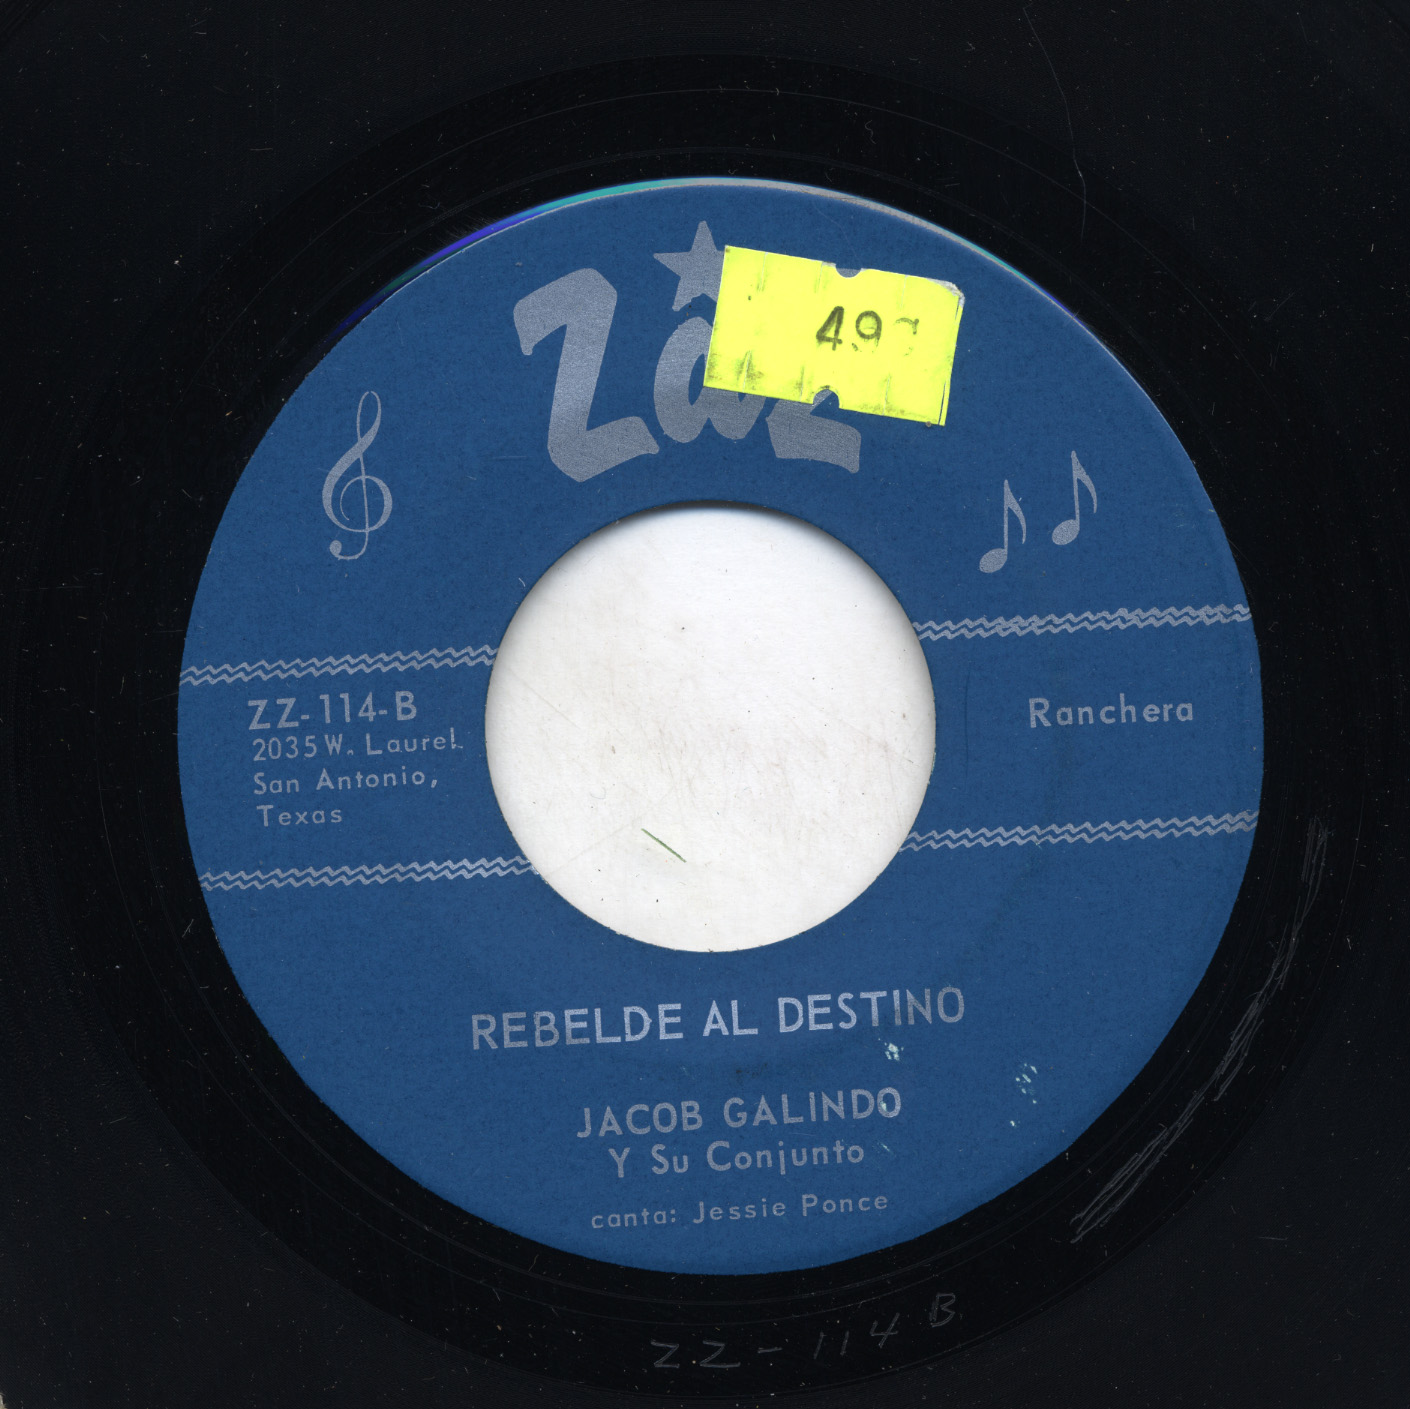 Zaz
49¢
ZZ-114-B
2035 W. Laurel
San Antonio,
Texas
Ranchera
REBELDE AL DESTINO
JACOB GALINDO
Y Su Conjunto
canta: Jessie Ponce
ZZ-114 B